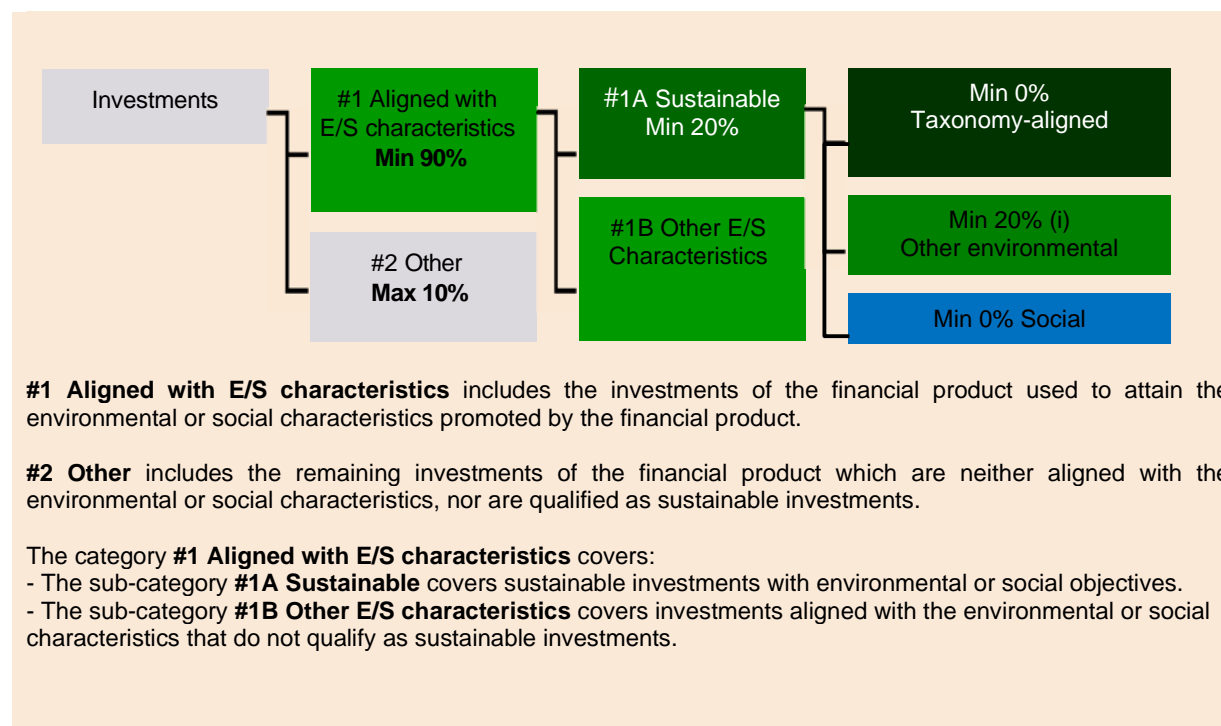 Investments
#1 Aligned with
E/S characteristics
Min 90%
#2 Other
Max 10%
#1A Sustainable
Min 20%
#1B Other E/S
Characteristics
Min 0%
Taxonomy-aligned
Min 20% (i)
Other environmental
Min 0% Social
#1 Aligned with E/S characteristics includes the investments of the financial product used to attain the
environmental or social characteristics promoted by the financial product.
#2 Other includes the remaining investments of the financial product which are neither aligned with the
environmental or social characteristics, nor are qualified as sustainable investments.
The category #1 Aligned with E/S characteristics covers:
- The sub-category #1A Sustainable covers sustainable investments with environmental or social objectives.
- The sub-category #1B Other E/S characteristics covers investments aligned with the environmental or social
characteristics that do not qualify as sustainable investments.